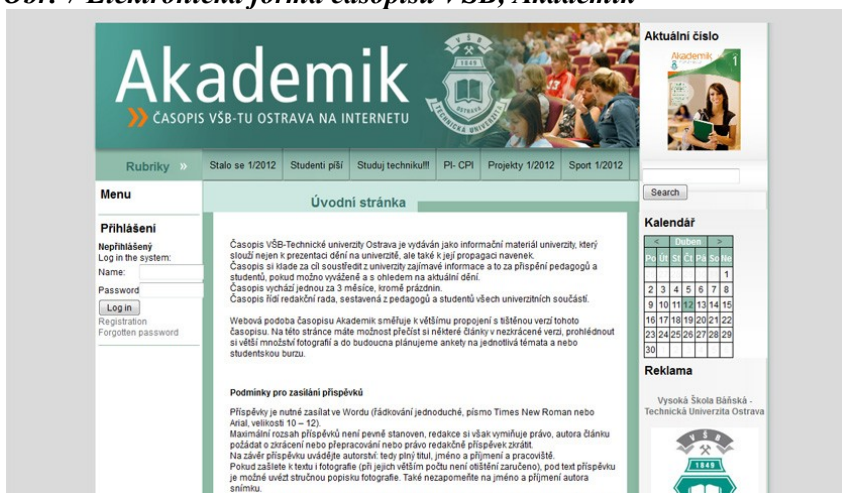 Obr. 7 Elektronická forma časopisu VŠB, Akademik
Akademik
» ČASOPIS VŠB-TU OSTRAVA NA INTERNETU
VŠB
1849
OSTRAVA
TECHNICKÁ UNIVERZITA
Aktuální číslo
Akademik
1
Rubriky »
Stalo se 1/2012
Studenti píší
Studuj techniku!!!
PI- CPI
Projekty 1/2012
Sport 1/2012
Search
Menu
Přihlášení
Nepřihlášený
Log in the system:
Name:
Password
Log in
Registration
Forgotten password
Úvodní stránka
Časopis VŠB-Technické univerzity Ostrava je vydáván jako informační materiál univerzity, který
slouží nejen k prezentaci dění na univerzitě, ale také k její propagaci navenek.
Časopis si klade za cíl soustředit z univerzity zajímavé informace a to za přispění pedagogů a
studentů, pokud možno vyváženě a s ohledem na aktuální dění.
Časopis vychází jednou za 3 měsíce, kromě prázdnin.
Časopis řídí redakční rada, sestavená z pedagogů a studentů všech univerzitních součástí.
Webová podoba časopisu Akademik směřuje k většímu propojení s tištěnou verzí tohoto
časopisu. Na této stránce máte možnost přečíst si některé články v nezkrácené verzi, prohlédnout
si větší množství fotografií a do budoucna plánujeme ankety na jednotlivá témata a nebo
studentskou burzu.
Podmínky pro zasílání příspěvků
Příspěvky je nutné zasílat ve Wordu (řádkování jednoduché, písmo Times New Roman nebo
Arial, velikosti 10 – 12).
Maximální rozsah příspěvků není pevně stanoven, redakce si však vymiňuje právo, autora článku
požádat o zkrácení nebo přepracování nebo právo redakčně příspěvek zkrátit.
Na závěr příspěvku uvádějte autorství: tedy plný titul, jméno a příjmení a pracoviště.
Pokud zašlete k textu i fotografie (při jejich větším počtu není otištění zaručeno), pod text příspěvku
je možné uvést stručnou popisku fotografie. Také nezapomeňte na jméno a příjmení autora
snímku.
Kalendář
< Duben >
Po Út St Čt Pá So Ne
1
2 3 4 5 6 7 8
9 10 11 12 13 14 15
16 17 18 19 20 21 22
23 24 25 26 27 28 29
30
Reklama
Vysoká Škola Báňská -
Technická Univerzita Ostrava
VŠB
1849